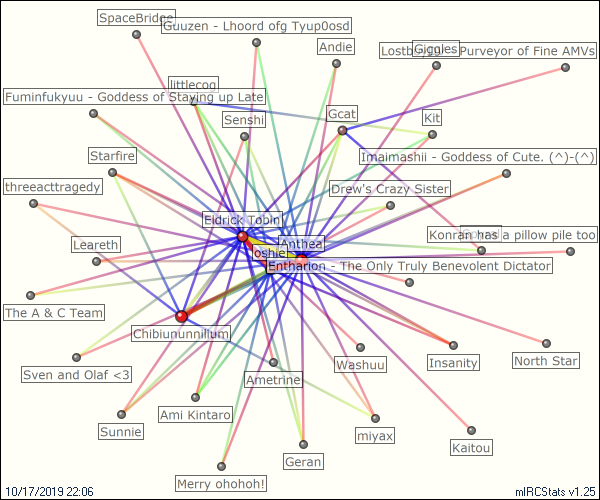 SpaceBridge
Guuzen - Lhoord ofg Tyup0osd
Andie
Giggles
Purveyor of Fine AMVs
littlecog
Fuminfukyuu - Goddess of Staying up Late
Senshi
Gcat
Kit
Starfire
Imaimashii - Goddess of Cute. (^)-(^)
threeacttragedy
Drew's Crazy Sister
Eldrick Tobin
Konran has a pillow pile too
Leareth
Anthea
Joshie
Entharion - The Only Truly Benevolent Dictator
The A & C Team
Chibiununnilium
Washuu
Insanity
North Star
Sven and Olaf <3
Ametrine
Ami Kintaro
Sunnie
miyax
Kaitou
Geran
Merry ohohoh!
10/17/2019 22:06
mIRCStats v1.25